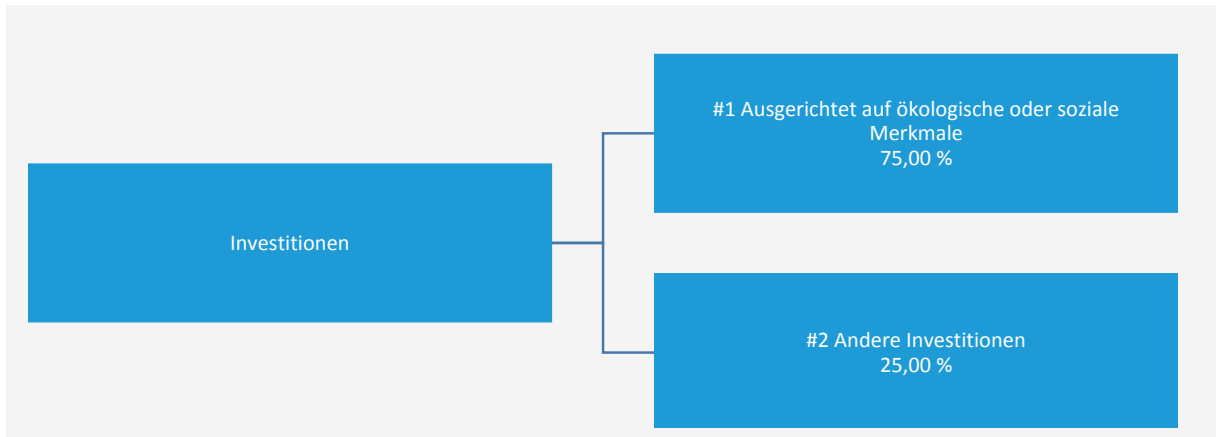 #1 Ausgerichtet auf ökologische oder soziale
Merkmale
75,00 %
Investitionen
#2 Andere Investitionen
25,00 %